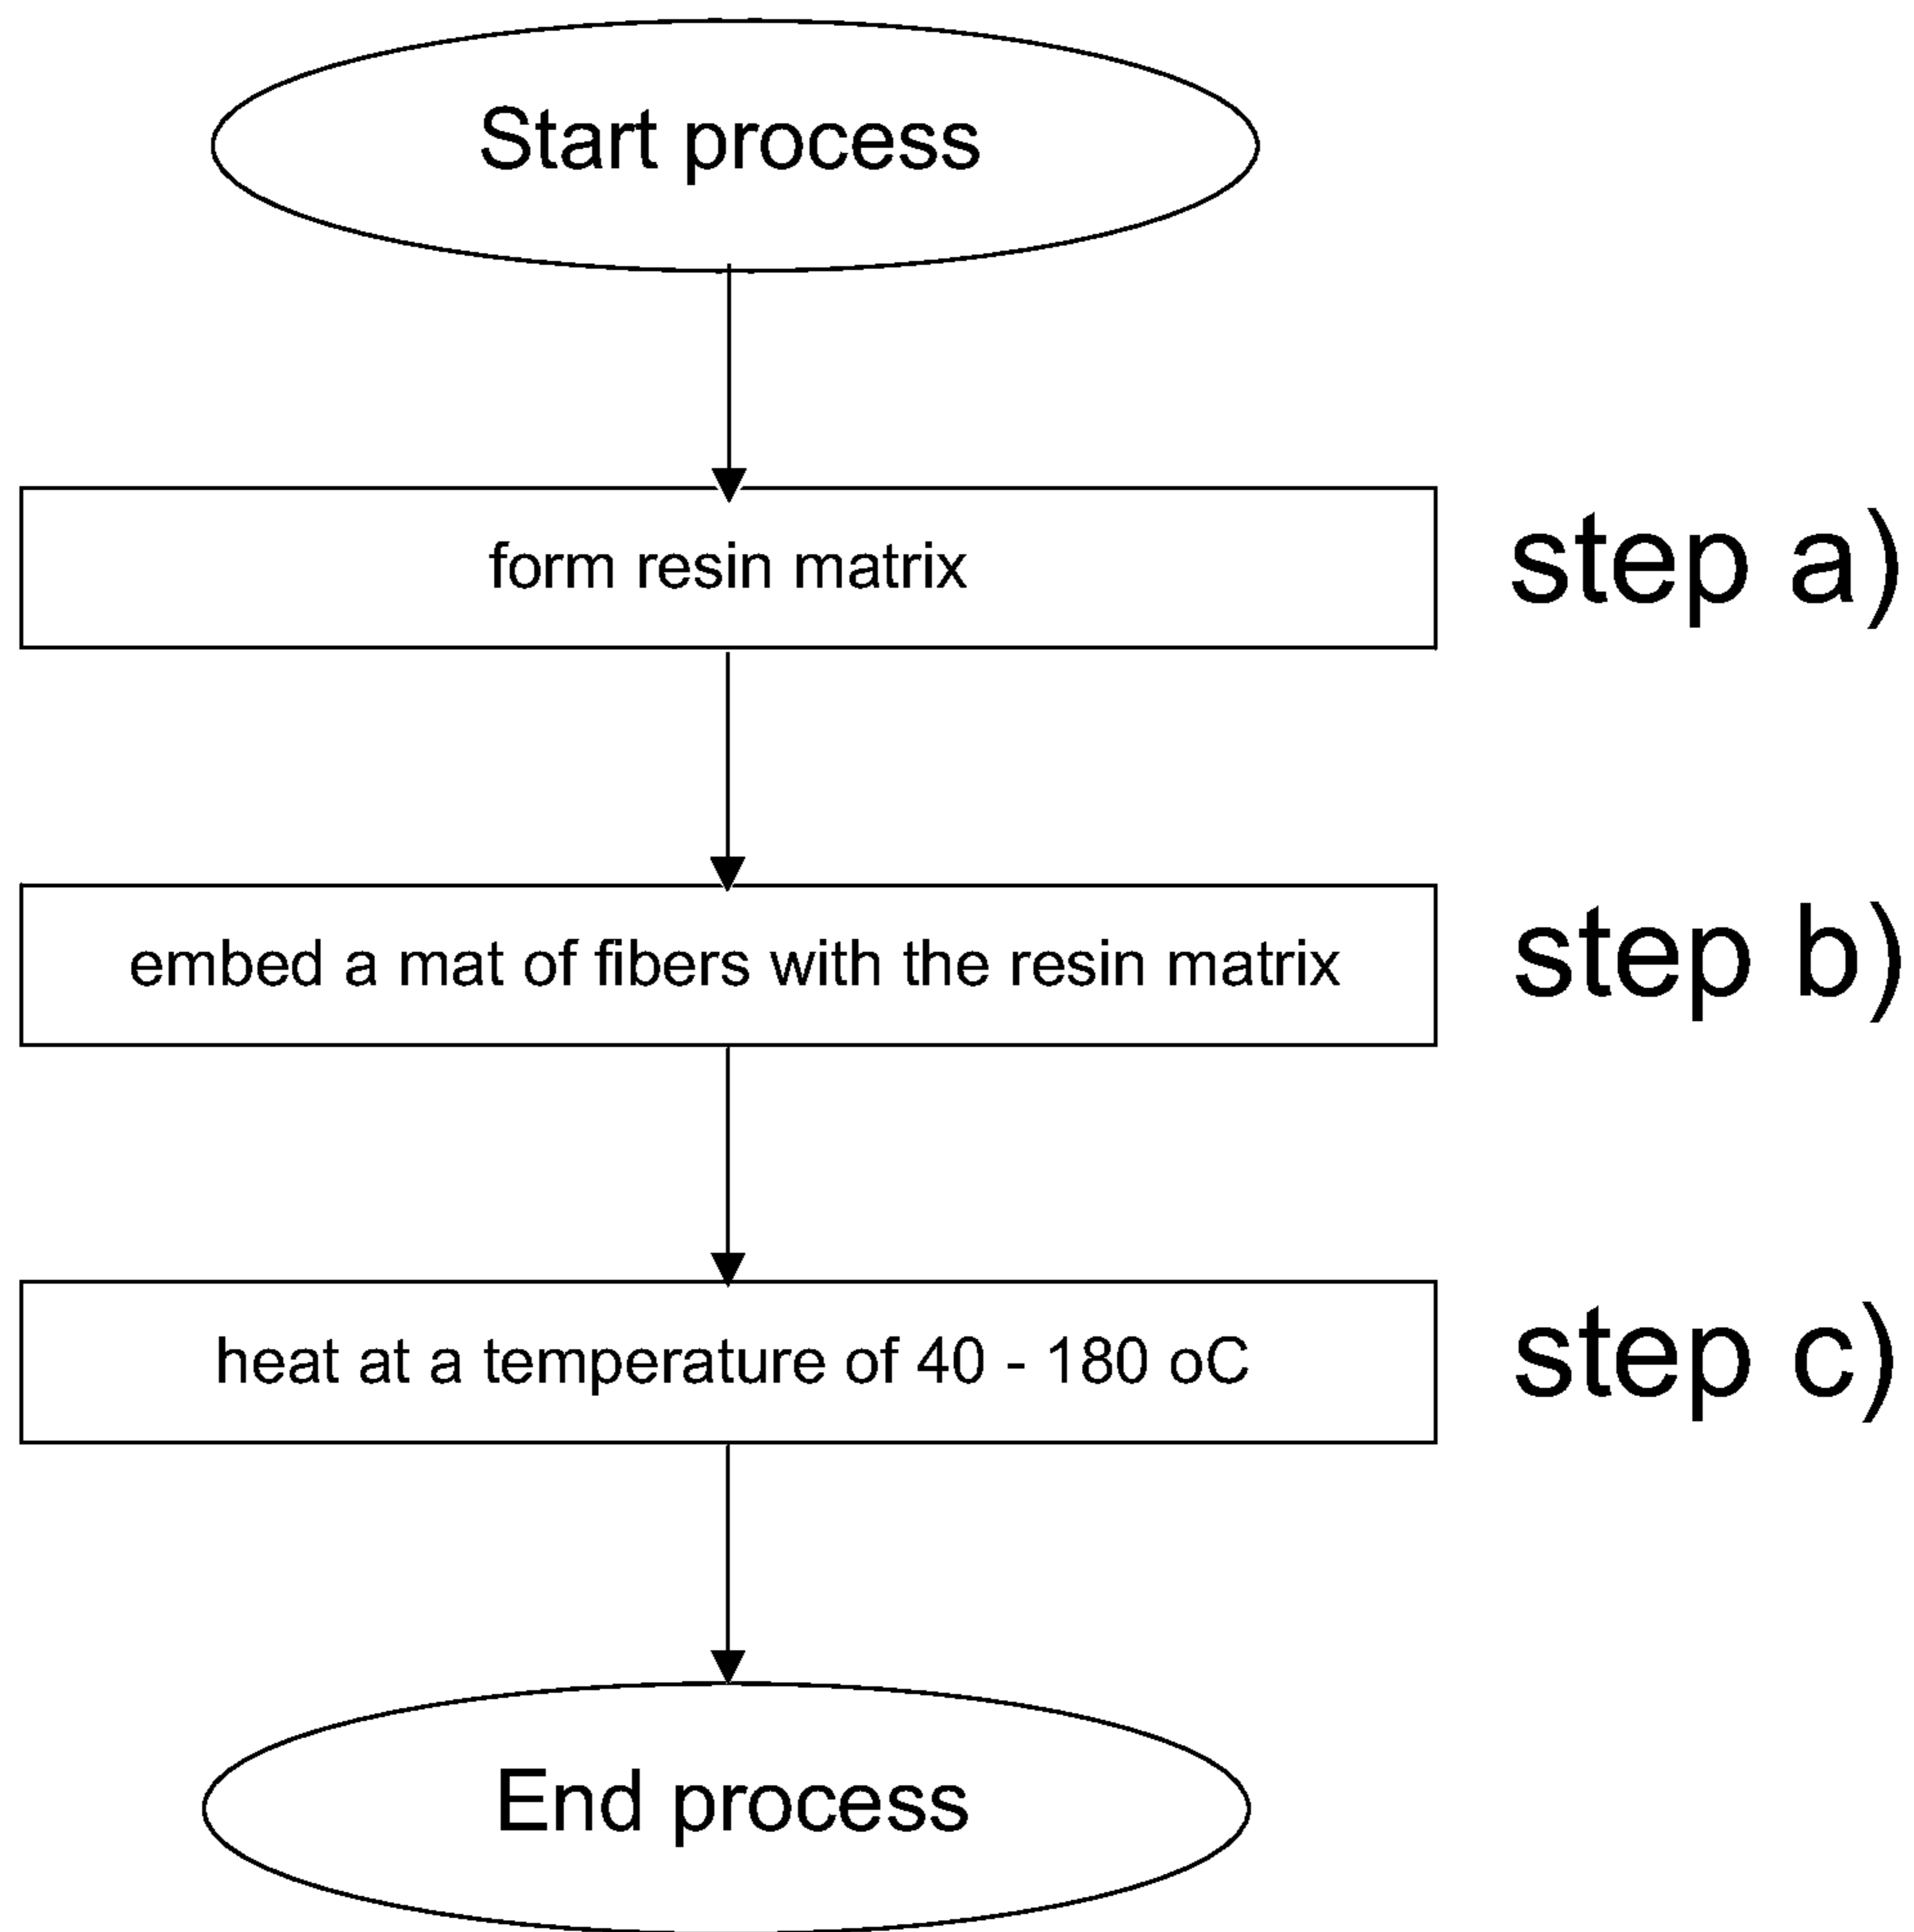 Start process
form resin matrix step a)
embed a mat of fibers with the resin matrix step b)
heat at a temperature of 40 - 180 oC step c)
End process